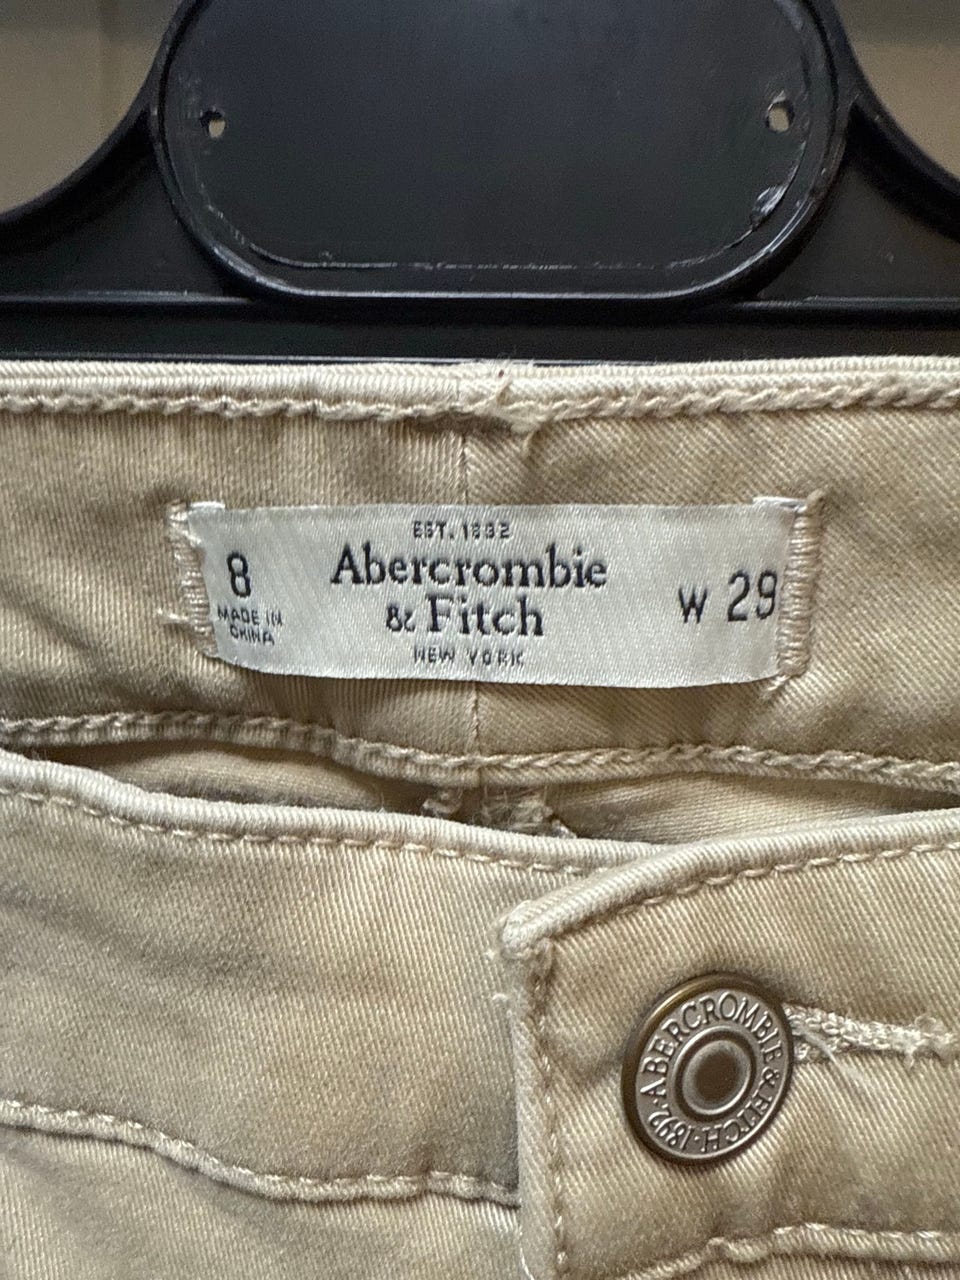 EST. 1892
8
Abercrombie
& Fitch
W 29
MADE IN
CHINA
NEW YORK
ABERCROMBIE & FITCH · 1892 ·